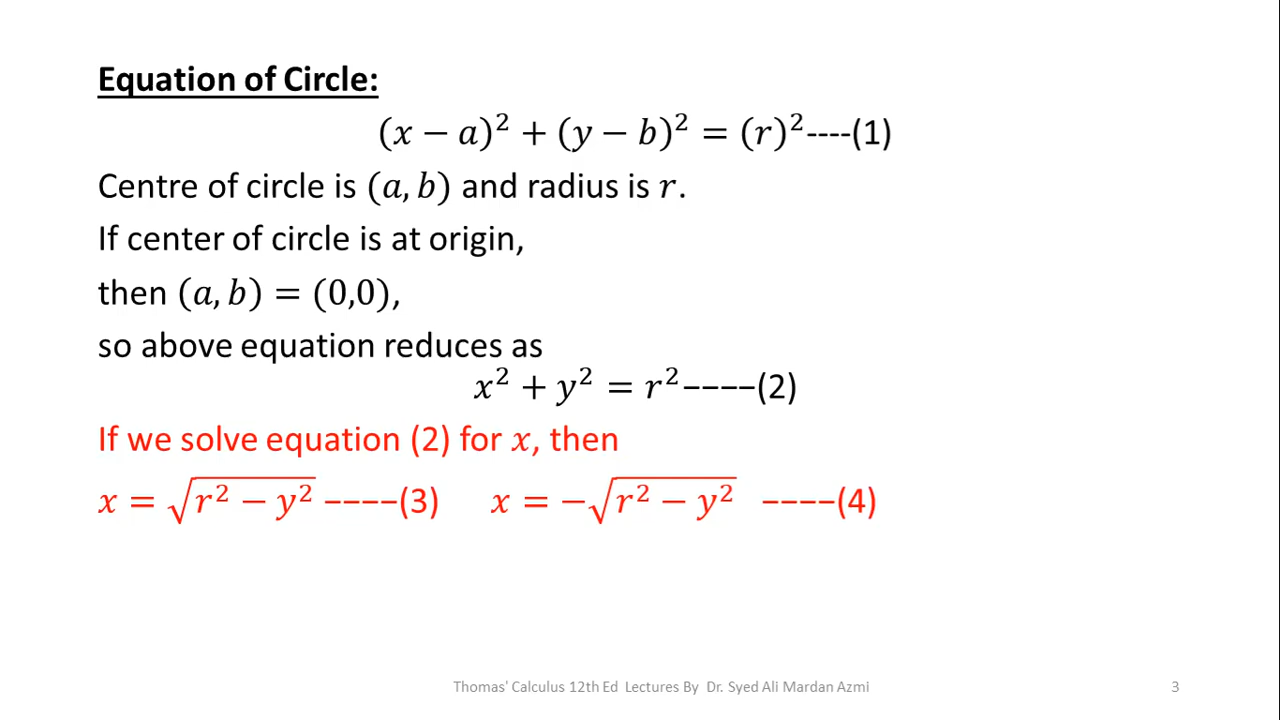 Equation of Circle:
(𝑥 − 𝑎)² + (𝑦 − 𝑏)² = (𝑟)²----(1)
Centre of circle is (𝑎, 𝑏) and radius is 𝑟.
If center of circle is at origin,
then (𝑎, 𝑏) = (0,0),
so above equation reduces as
𝑥² + 𝑦² = 𝑟²−−−−(2)
If we solve equation (2) for 𝑥, then
𝑥 = √(𝑟² − 𝑦²) −−−−(3) 𝑥 = −√(𝑟² − 𝑦²) −−−−(4)
Thomas' Calculus 12th Ed Lectures By Dr. Syed Ali Mardan Azmi 3